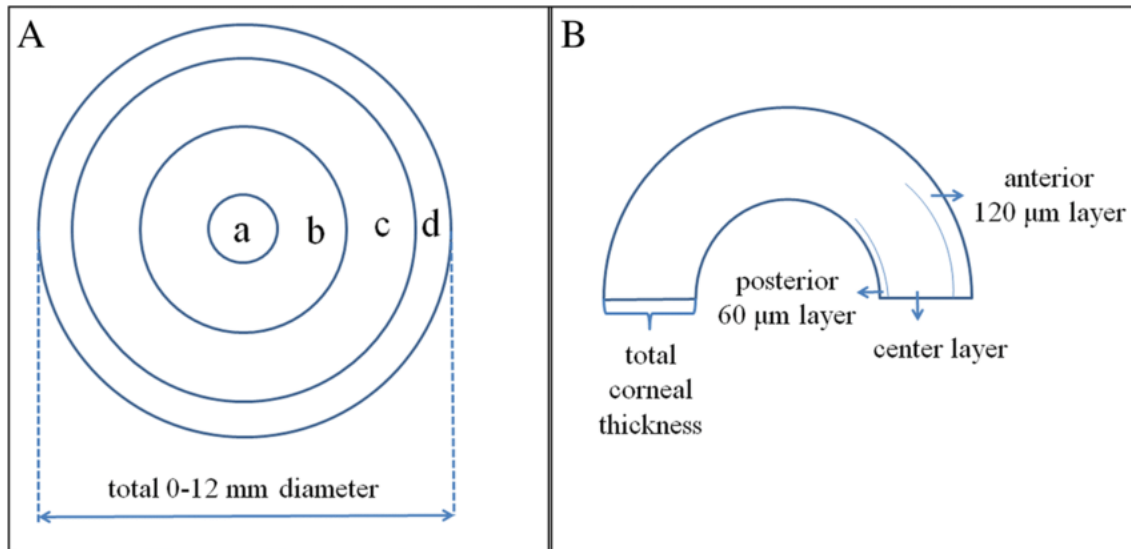 A
a
b
c
d
total 0-12 mm diameter
B
anterior
120 μm layer
posterior
60 μm layer
center layer
total
corneal
thickness